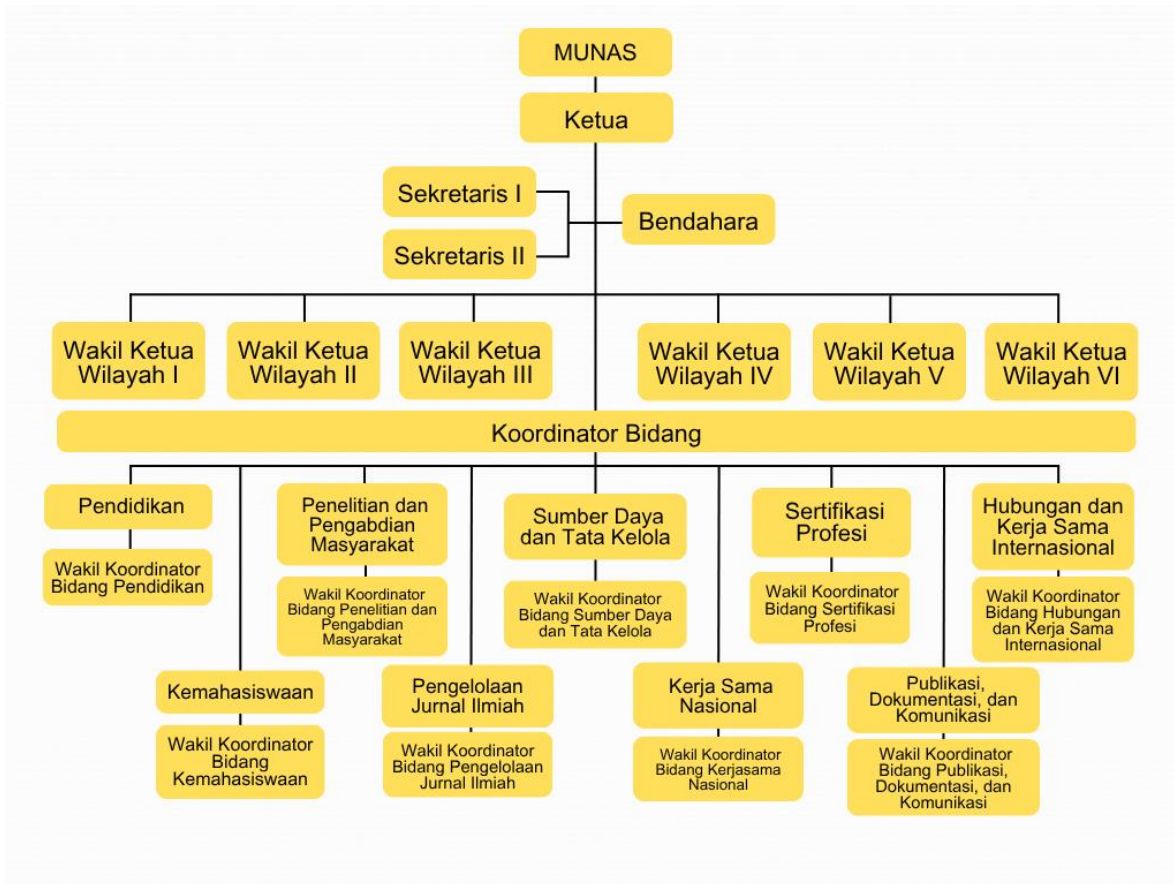 MUNAS
Ketua
Sekretaris I
Sekretaris II
Bendahara
Wakil Ketua
Wilayah I
Wakil Ketua
Wilayah II
Wakil Ketua
Wilayah III
Wakil Ketua
Wilayah IV
Wakil Ketua
Wilayah V
Wakil Ketua
Wilayah VI
Koordinator Bidang
Pendidikan
Wakil Koordinator
Bidang Pendidikan
Penelitian dan
Pengabdian
Masyarakat
Wakil Koordinator
Bidang Penelitian dan
Pengabdian
Masyarakat
Sumber Daya
dan Tata Kelola
Wakil Koordinator
Bidang Sumber Daya
dan Tata Kelola
Sertifikasi
Profesi
Wakil Koordinator
Bidang Sertifikasi
Profesi
Hubungan dan
Kerja Sama
Internasional
Wakil Koordinator
Bidang Hubungan
dan Kerja Sama
Internasional
Kemahasiswaan
Wakil Koordinator
Bidang
Kemahasiswaan
Pengelolaan
Jurnal Ilmiah
Wakil Koordinator
Bidang Pengelolaan
Jurnal Ilmiah
Kerja Sama
Nasional
Wakil Koordinator
Bidang Kerjasama
Nasional
Publikasi,
Dokumentasi, dan
Komunikasi
Wakil Koordinator
Bidang Publikasi,
Dokumentasi, dan
Komunikasi